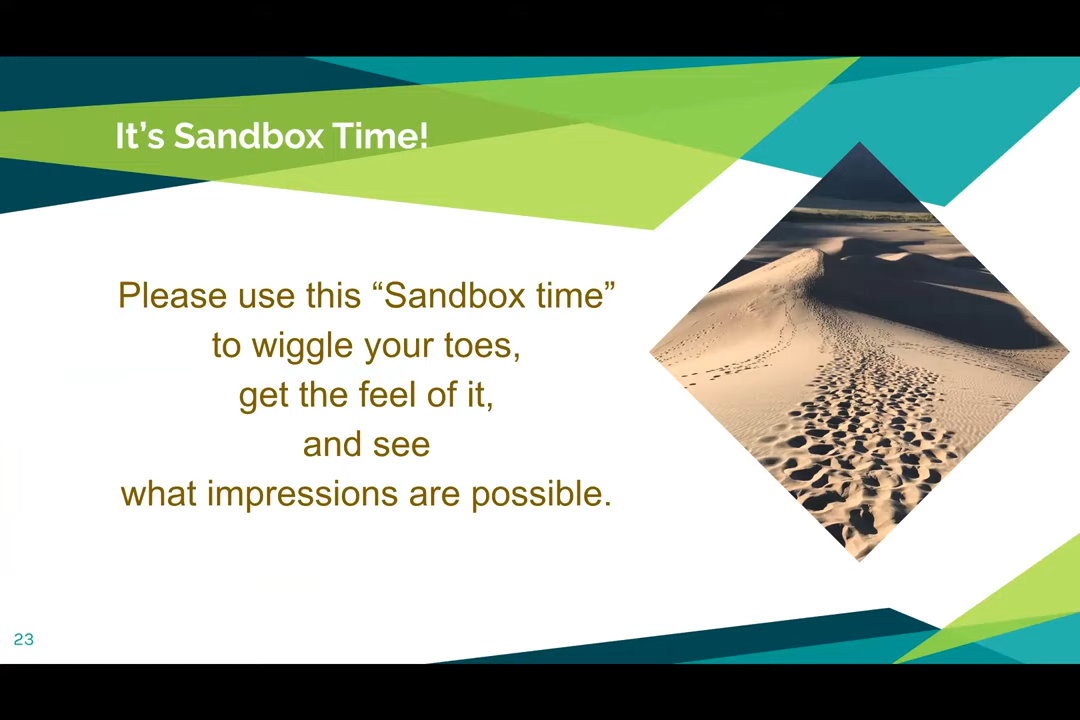 It’s Sandbox Time!
Please use this “Sandbox time”
to wiggle your toes,
get the feel of it,
and see
what impressions are possible.
23